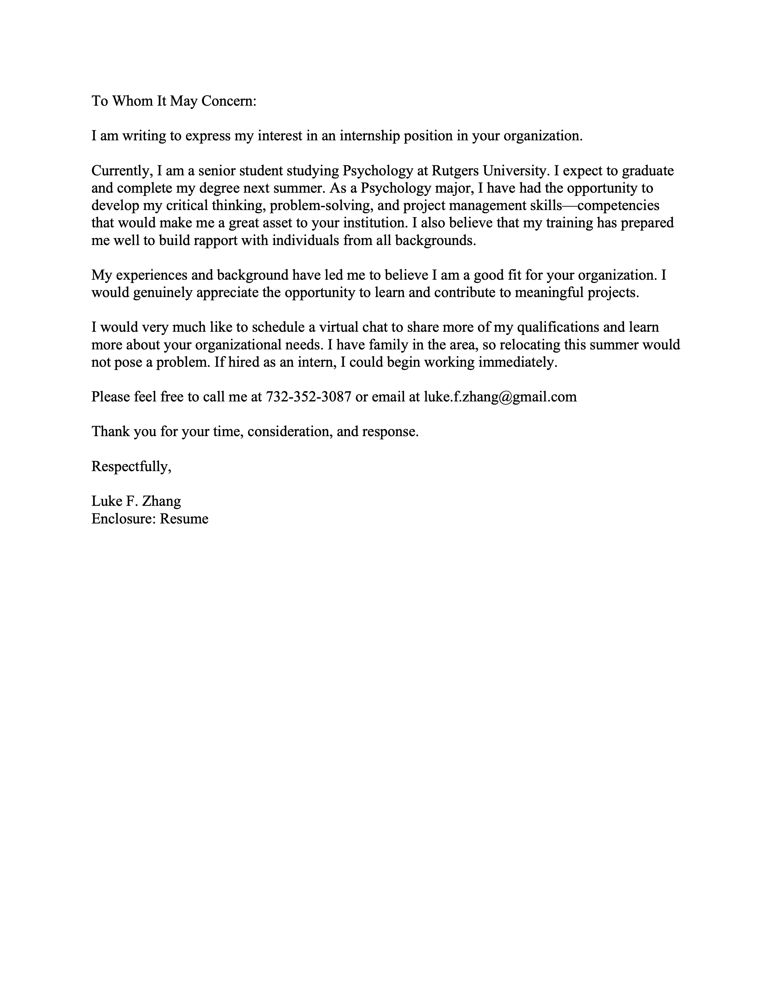 To Whom It May Concern:
I am writing to express my interest in an internship position in your organization.
Currently, I am a senior student studying Psychology at Rutgers University. I expect to graduate
and complete my degree next summer. As a Psychology major, I have had the opportunity to
develop my critical thinking, problem-solving, and project management skills—competencies
that would make me a great asset to your institution. I also believe that my training has prepared
me well to build rapport with individuals from all backgrounds.
My experiences and background have led me to believe I am a good fit for your organization. I
would genuinely appreciate the opportunity to learn and contribute to meaningful projects.
I would very much like to schedule a virtual chat to share more of my qualifications and learn
more about your organizational needs. I have family in the area, so relocating this summer would
not pose a problem. If hired as an intern, I could begin working immediately.
Please feel free to call me at 732-352-3087 or email at luke.f.zhang@gmail.com
Thank you for your time, consideration, and response.
Respectfully,
Luke F. Zhang
Enclosure: Resume